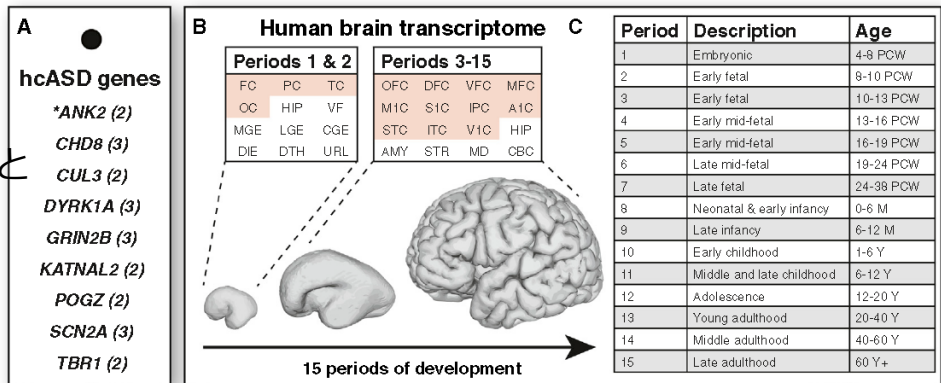 A
hcASD genes
*ANK2 (2)
CHD8 (3)
CUL3 (2)
DYRK1A (3)
GRIN2B (3)
KATNAL2 (2)
POGZ (2)
SCN2A (3)
TBR1 (2)
B
Human brain transcriptome
Periods 1 & 2
FC PC TC
OC HIP VF
MGE LGE CGE
DIE DTH URL
Periods 3-15
OFC DFC VFC MFC
M1C S1C IPC A1C
STC ITC V1C HIP
AMY STR MD CBC
15 periods of development
C
Period Description Age
1 Embryonic 4-8 PCW
2 Early fetal 8-10 PCW
3 Early fetal 10-13 PCW
4 Early mid-fetal 13-16 PCW
5 Early mid-fetal 16-19 PCW
6 Late mid-fetal 19-24 PCW
7 Late fetal 24-38 PCW
8 Neonatal & early infancy 0-6 M
9 Late infancy 6-12 M
10 Early childhood 1-6 Y
11 Middle and late childhood 6-12 Y
12 Adolescence 12-20 Y
13 Young adulthood 20-40 Y
14 Middle adulthood 40-60 Y
15 Late adulthood 60 Y+